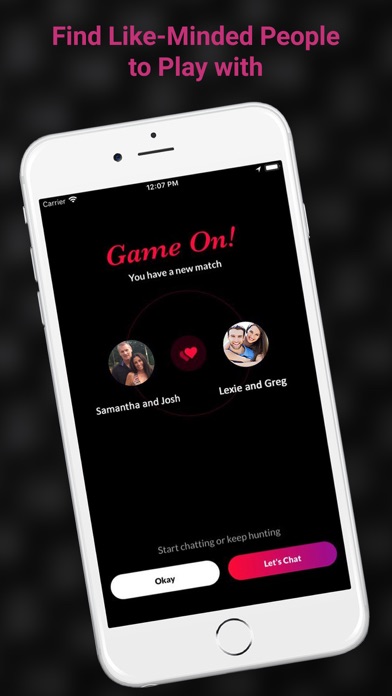 Find Like-Minded People
to Play with
Carrier
12:07 PM
Game On!
You have a new match
Samantha and Josh
Lexie and Greg
Start chatting or keep hunting
Okay
Let's Chat